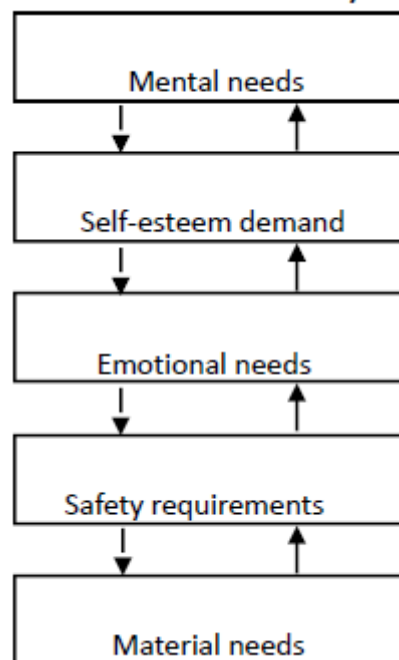 Mental needs
Self-esteem demand
Emotional needs
Safety requirements
Material needs